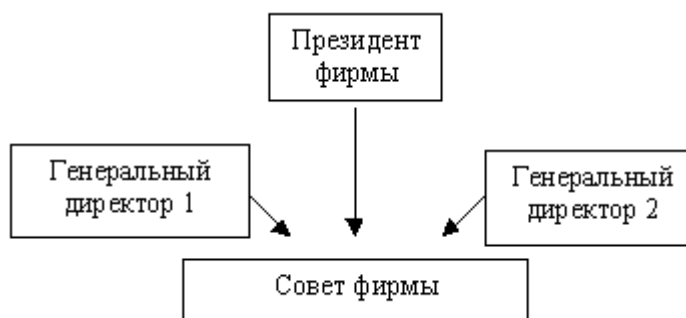 Президент
фирмы
Генеральный
директор 1
Генеральный
директор 2
Совет фирмы